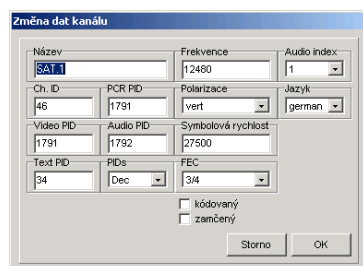 Změna dat kanálu
Název Frekvence Audio index
SAT.1 12480 1
Ch. ID PCR PID Polarizace Jazyk
46 1791 vert german
Video PID Audio PID Symbolová rychlost
1791 1792 27500
Text PID PIDs FEC
34 Dec 3/4
kódovaný
zamčený
Storno OK